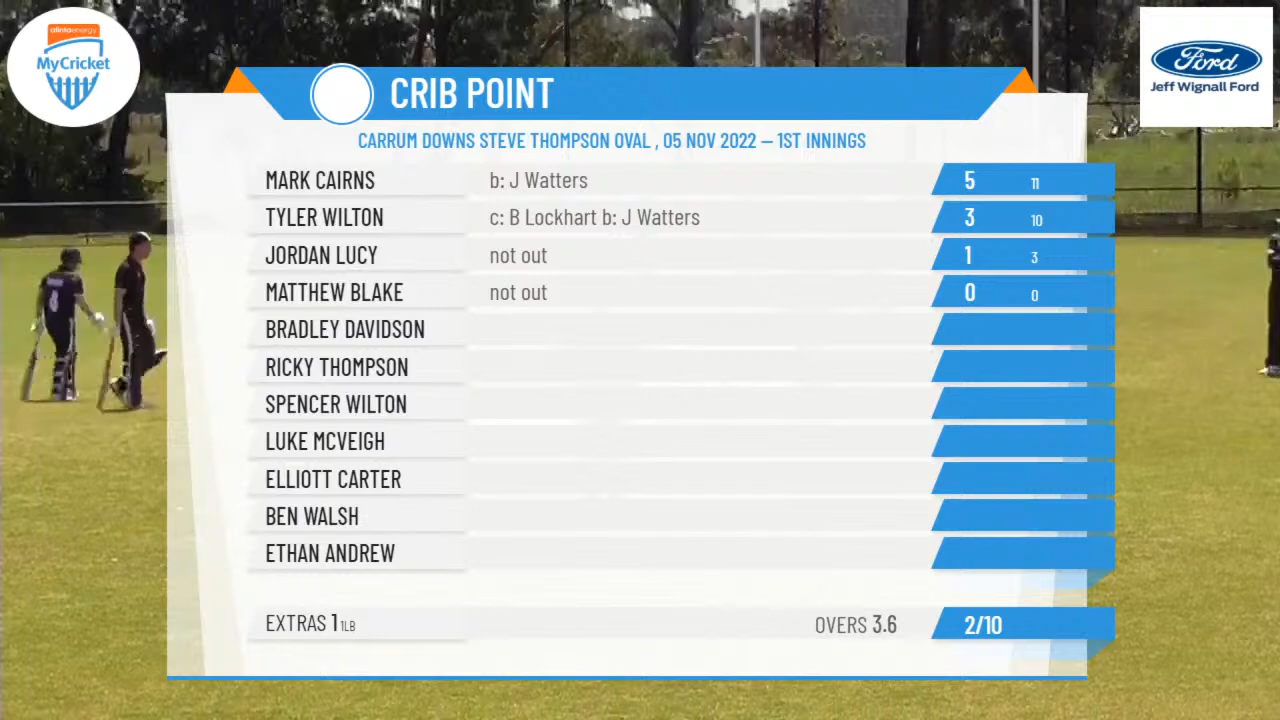 alintaenergy
MyCricket
Ford
Jeff Wignall Ford
CRIB POINT
CARRUM DOWNS STEVE THOMPSON OVAL , 05 NOV 2022 – 1ST INNINGS
MARK CAIRNS b: J Watters 5 11
TYLER WILTON c: B Lockhart b: J Watters 3 10
JORDAN LUCY not out 1 3
MATTHEW BLAKE not out 0 0
BRADLEY DAVIDSON
RICKY THOMPSON
SPENCER WILTON
LUKE MCVEIGH
ELLIOTT CARTER
BEN WALSH
ETHAN ANDREW
EXTRAS 1 1LB OVERS 3.6 2/10